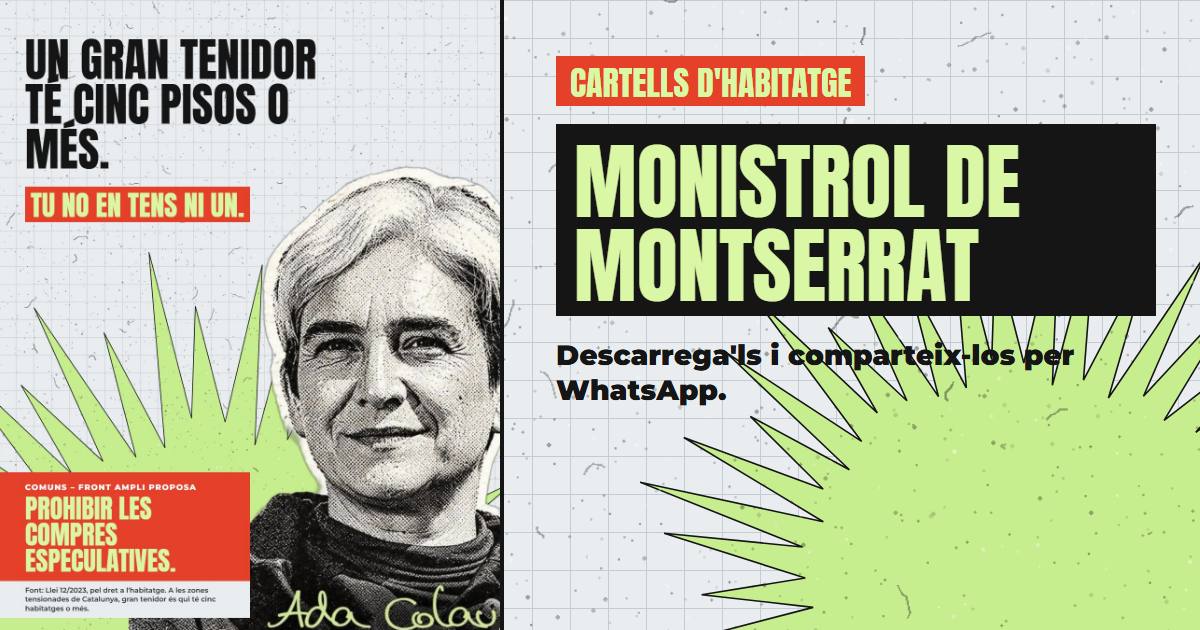 UN GRAN TENIDOR
TÉ CINC PISOS O
MÉS.
TU NO EN TENS NI UN.
COMUNS – FRONT AMPLI PROPOSA
PROHIBIR LES
COMPRES
ESPECULATIVES.
Font: Llei 12/2023, pel dret a l'habitatge. A les zones
tensionades de Catalunya, gran tenidor és qui té cinc
habitatges o més.
Ada Colau
CARTELLS D'HABITATGE
MONISTROL DE
MONTSERRAT
Descarrega'ls i comparteix-los per
WhatsApp.